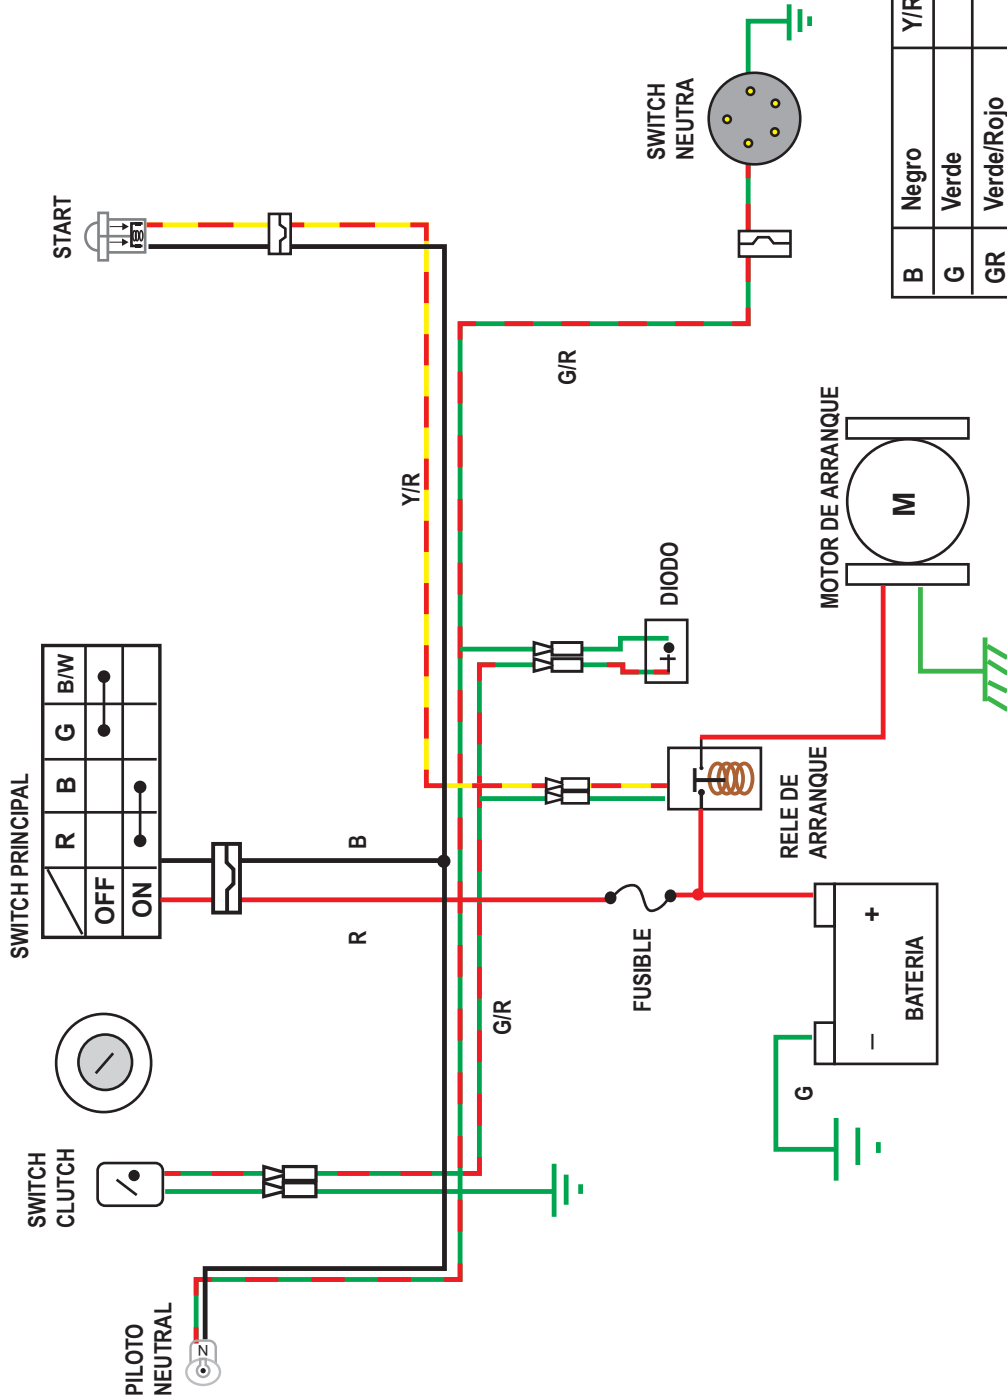 SWITCH PRINCIPAL
R B G B/W
OFF
ON
START
SWITCH
NEUTRA
SWITCH
CLUTCH
PILOTO
NEUTRAL
N
R
B
Y/R
G/R
G/R
FUSIBLE
RELE DE
ARRANQUE
DIODO
MOTOR DE ARRANQUE
M
BATERIA
+
–
G
B Negro Y/R
G Verde
GR Verde/Rojo